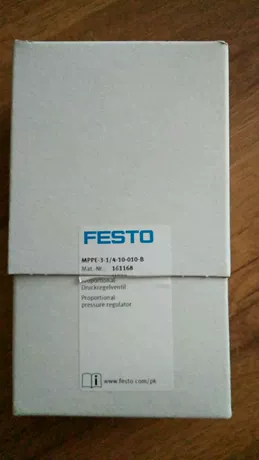 FESTO
MPPE-3-1/4-10-010-B
Mat.-Nr. 161168
Proportional
Druckregelventil
Proportional
pressure regulator
www.festo.com/pk